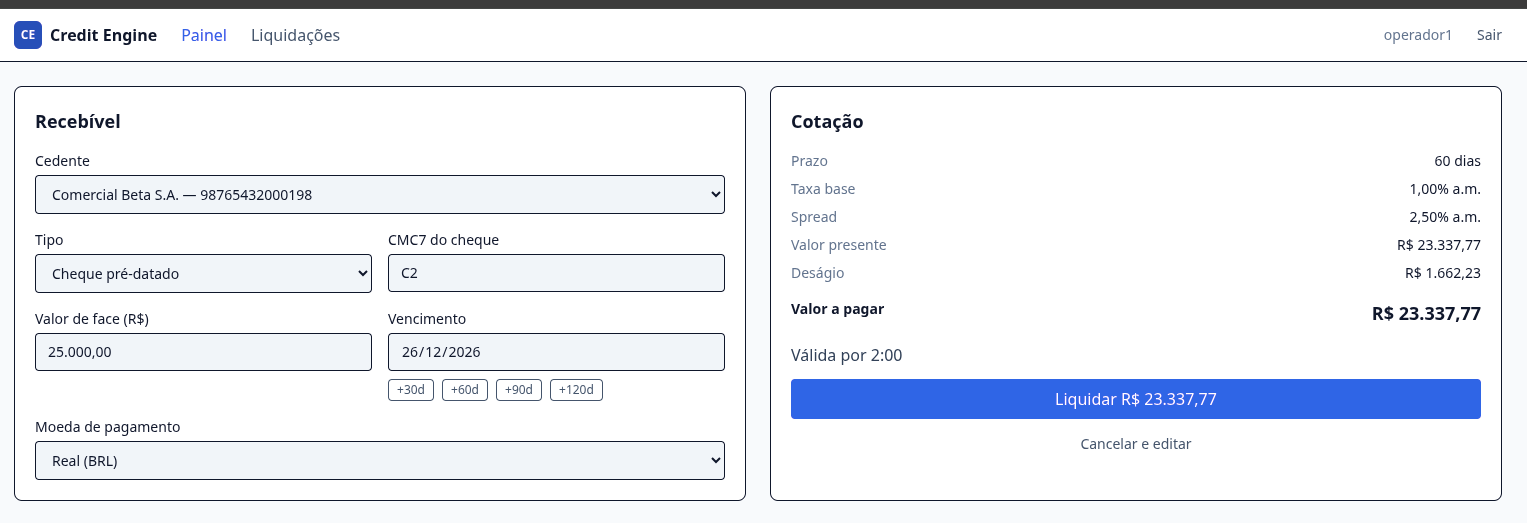 CE Credit Engine Painel Liquidações operador1 Sair
Recebível
Cedente
Comercial Beta S.A. — 98765432000198
Tipo CMC7 do cheque
Cheque pré-datado C2
Valor de face (R$) Vencimento
25.000,00 26/12/2026
+30d +60d +90d +120d
Moeda de pagamento
Real (BRL)
Cotação
Prazo 60 dias
Taxa base 1,00% a.m.
Spread 2,50% a.m.
Valor presente R$ 23.337,77
Deságio R$ 1.662,23
Valor a pagar R$ 23.337,77
Válida por 2:00
Liquidar R$ 23.337,77
Cancelar e editar